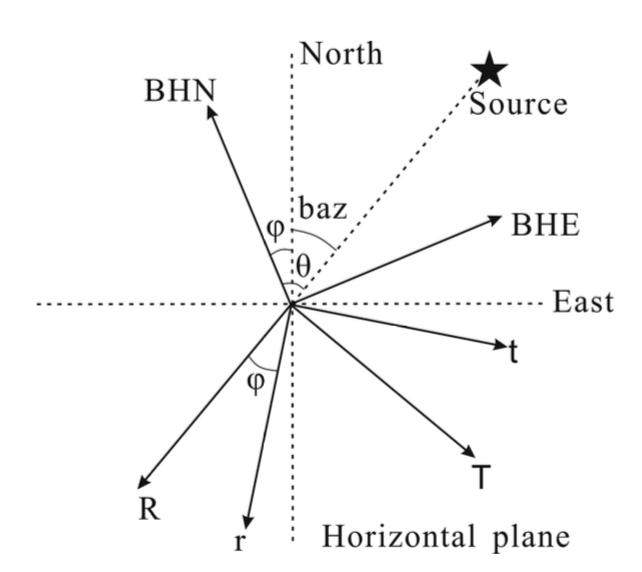 North
BHN
Source
baz
φ
BHE
θ
East
t
φ
T
R
r
Horizontal plane